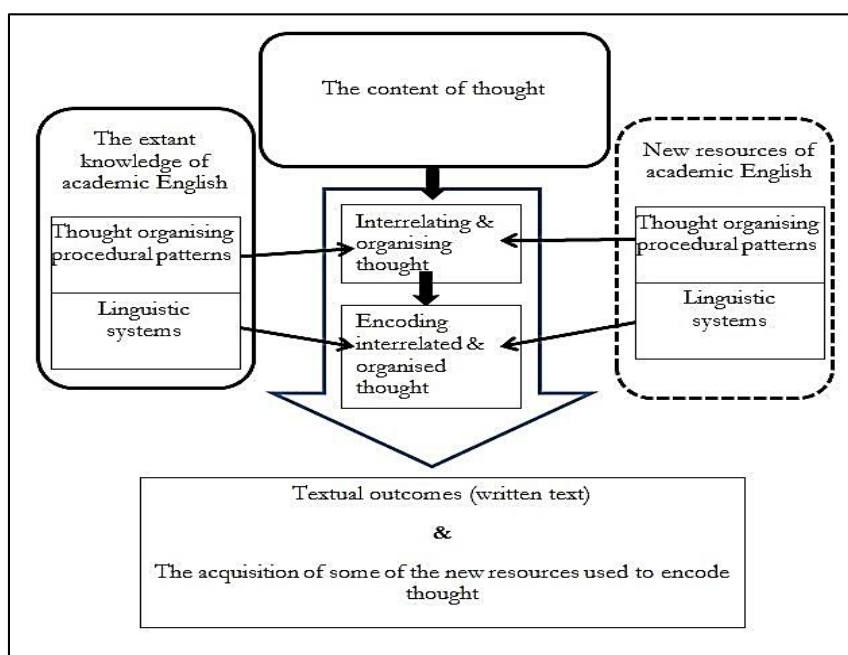 The content of thought
The extant
knowledge of
academic English
Thought organising
procedural patterns
Linguistic
systems
Interrelating &
organising
thought
Encoding
interrelated &
organised
thought
New resources of
academic English
Thought organising
procedural patterns
Linguistic
systems
Textual outcomes (written text)
&
The acquisition of some of the new resources used to encode
thought